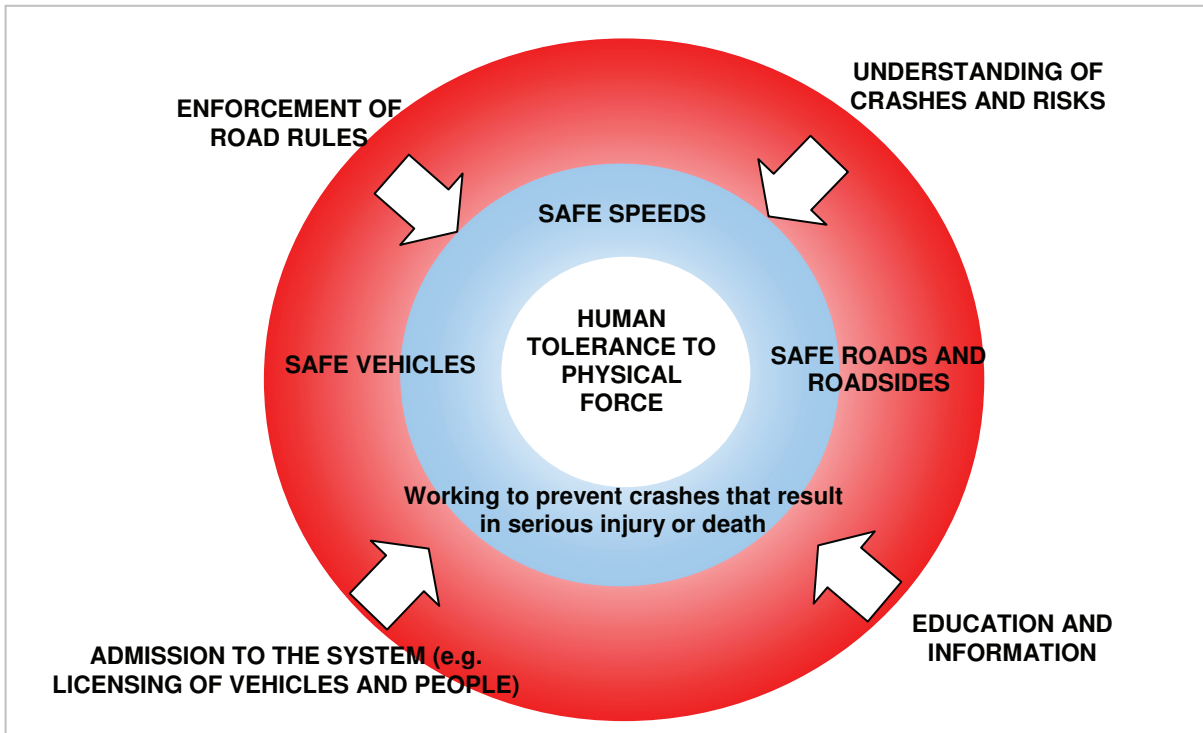 UNDERSTANDING OF
CRASHES AND RISKS
ENFORCEMENT OF
ROAD RULES
SAFE SPEEDS
HUMAN
TOLERANCE TO
PHYSICAL
FORCE
SAFE VEHICLES
SAFE ROADS AND
ROADSIDES
Working to prevent crashes that result
in serious injury or death
EDUCATION AND
INFORMATION
ADMISSION TO THE SYSTEM (e.g.
LICENSING OF VEHICLES AND PEOPLE)